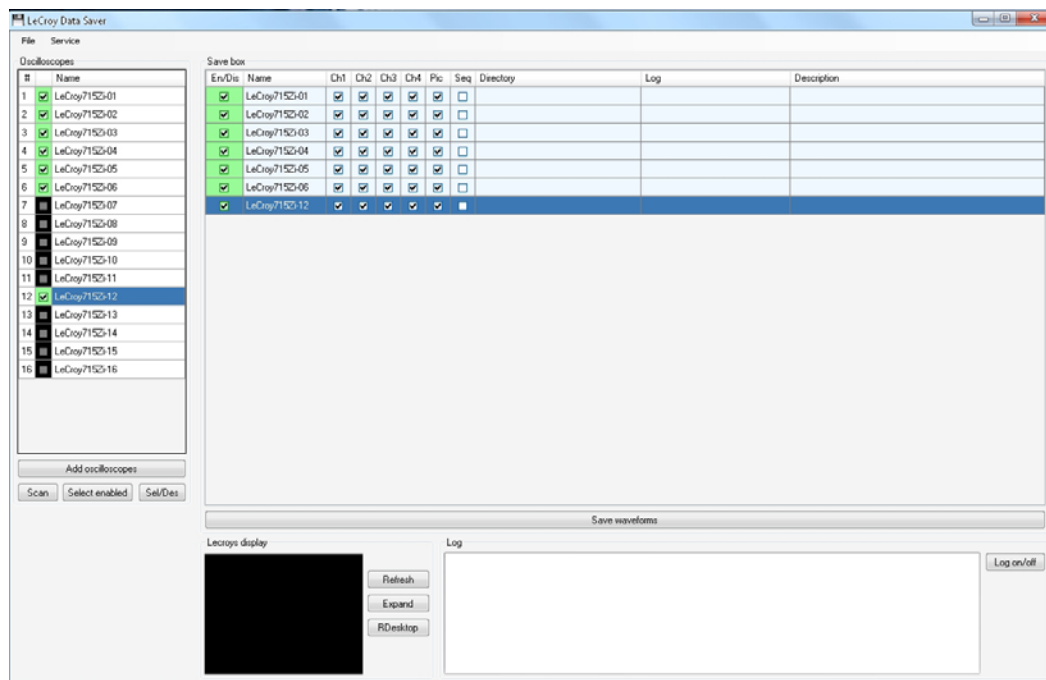 LeCroy Data Saver
File Service
Oscilloscopes
# Name
1 LeCroy715Zi-01
2 LeCroy715Zi-02
3 LeCroy715Zi-03
4 LeCroy715Zi-04
5 LeCroy715Zi-05
6 LeCroy715Zi-06
7 LeCroy715Zi-07
8 LeCroy715Zi-08
9 LeCroy715Zi-09
10 LeCroy715Zi-10
11 LeCroy715Zi-11
12 LeCroy715Zi-12
13 LeCroy715Zi-13
14 LeCroy715Zi-14
15 LeCroy715Zi-15
16 LeCroy715Zi-16
Add oscilloscopes
Scan Select enabled Sel/Des
Save box
En/Dis Name Ch1 Ch2 Ch3 Ch4 Pic Seq Directory Log Description
LeCroy715Zi-01
LeCroy715Zi-02
LeCroy715Zi-03
LeCroy715Zi-04
LeCroy715Zi-05
LeCroy715Zi-06
LeCroy715Zi-12
Save waveforms
Lecroys display
Refresh
Expand
RDesktop
Log
Log on/off